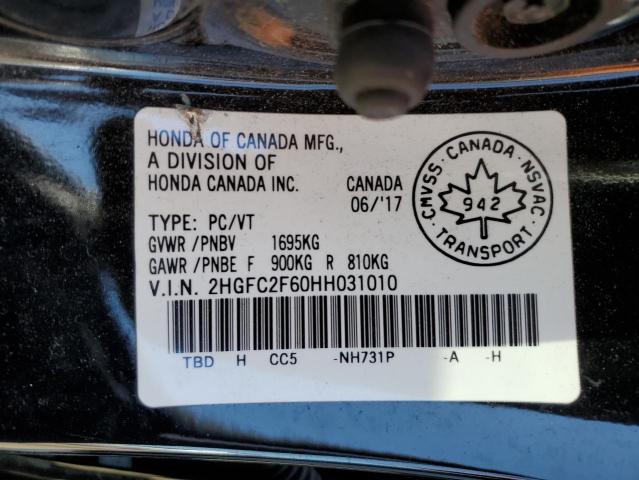 HONDA OF CANADA MFG.,
A DIVISION OF
HONDA CANADA INC. CANADA
06/'17
TYPE: PC/VT
GVWR /PNBV 1695KG
GAWR /PNBE F 900KG R 810KG
V.I.N. 2HGFC2F60HH031010
TBD H CC5 -NH731P -A -H
CMVSS · CANADA · NSVAC
942
TRANSPORT